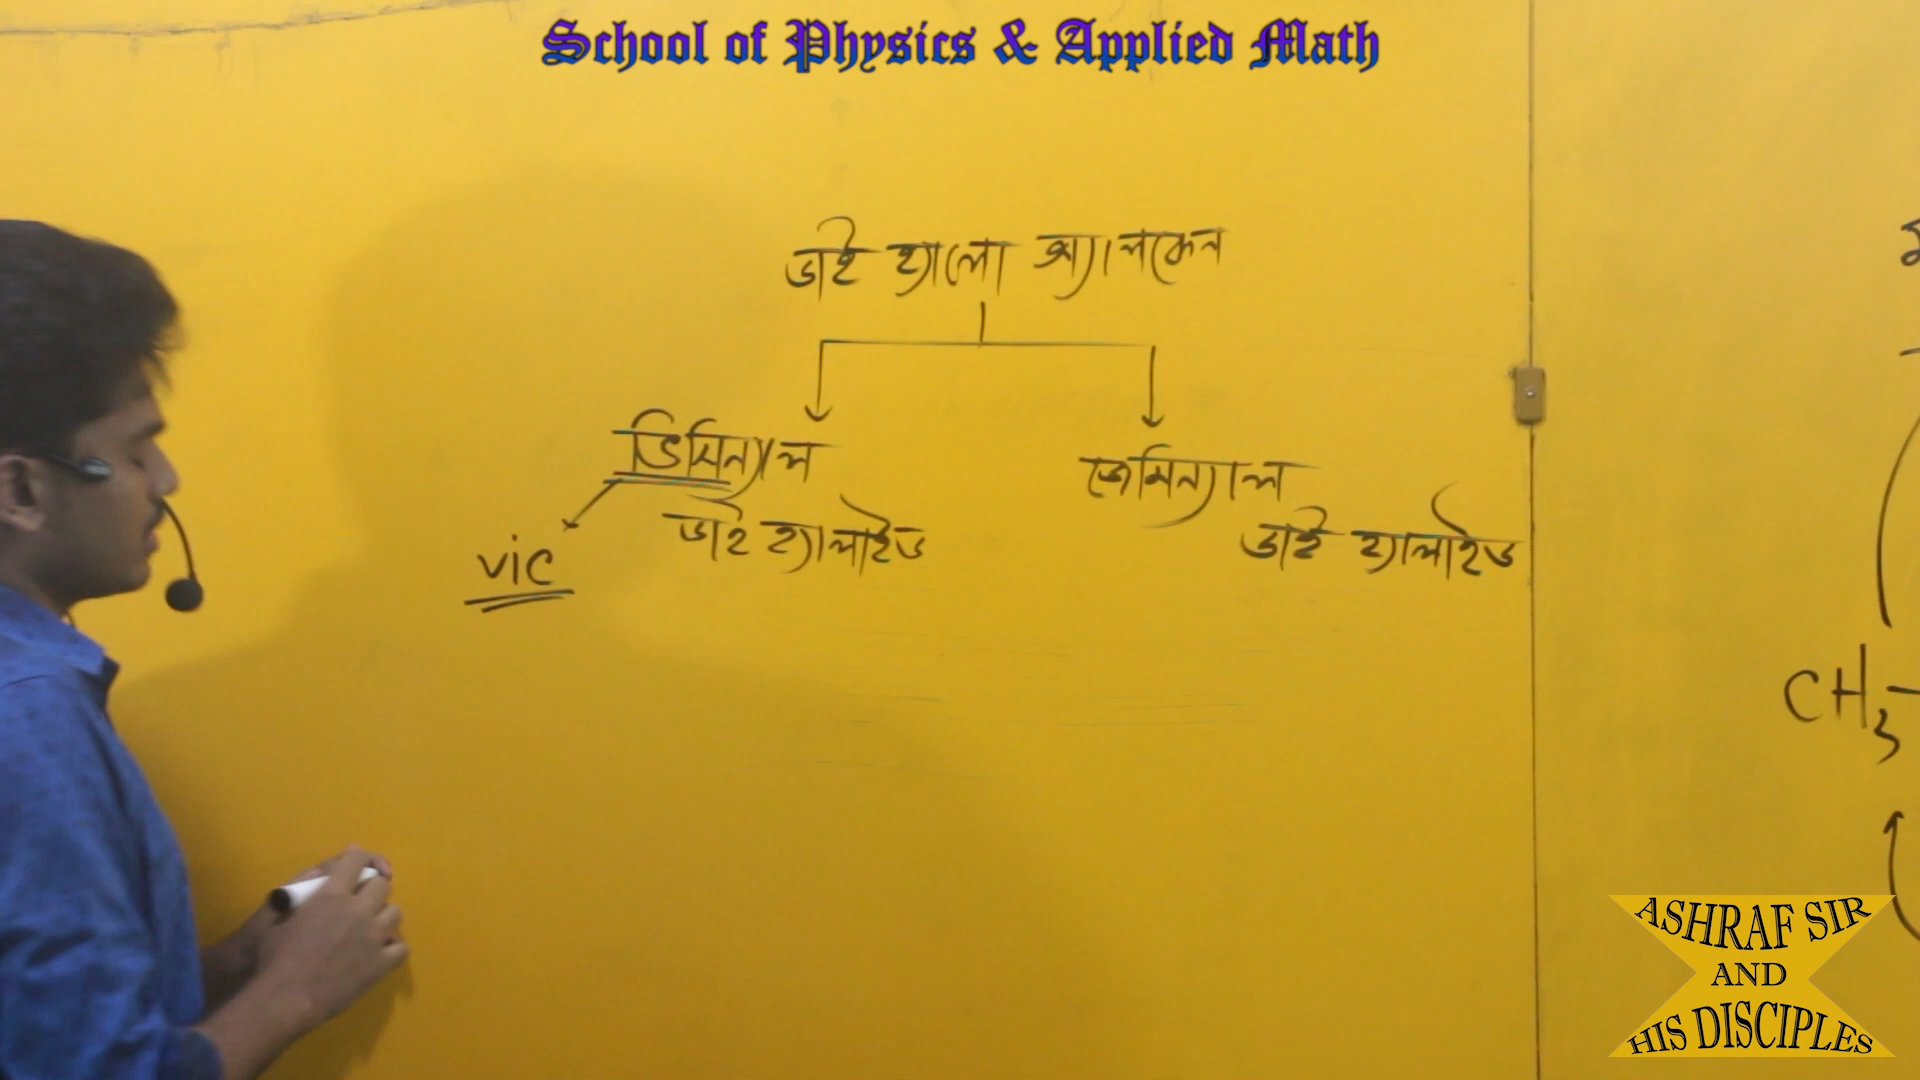 School of Physics & Applied Math
ডাই হ্যালো অ্যালকেন
ভিসিন্যাল
ডাই হ্যালাইড
জেমিন্যাল
ডাই হ্যালাইড
vic
CH3-
ASHRAF SIR
AND
HIS DISCIPLES